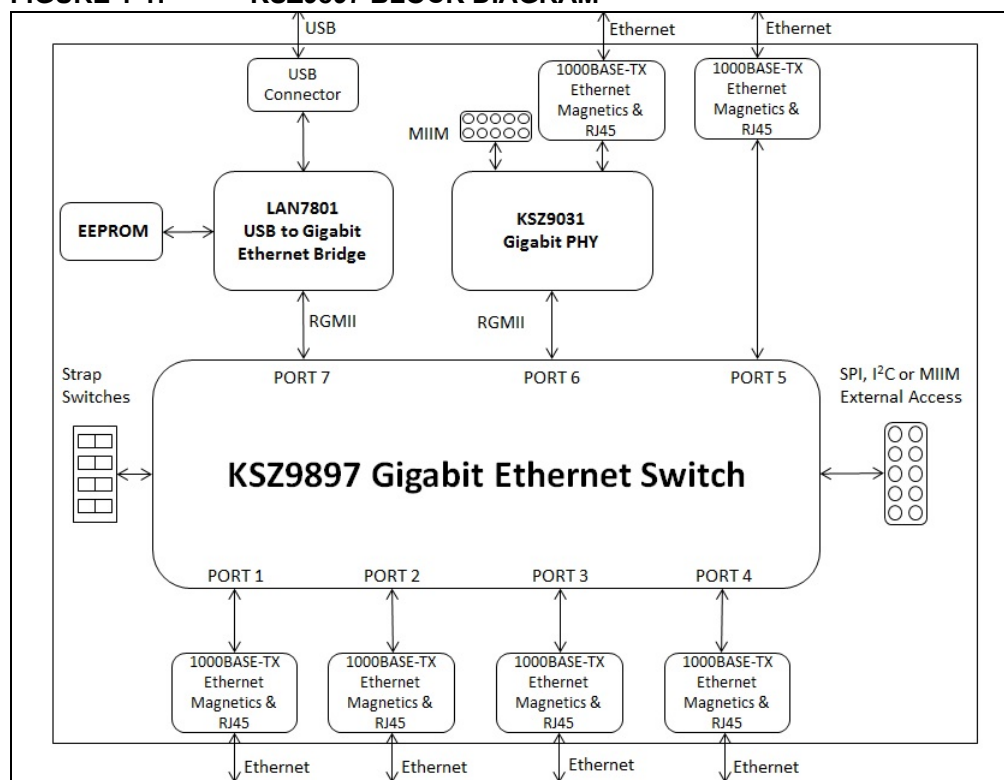 USB
Ethernet
Ethernet
USB
Connector
1000BASE-TX
Ethernet
Magnetics &
RJ45
1000BASE-TX
Ethernet
Magnetics &
RJ45
MIIM
EEPROM
LAN7801
USB to Gigabit
Ethernet Bridge
KSZ9031
Gigabit PHY
RGMII
RGMII
Strap
Switches
PORT 7
PORT 6
PORT 5
SPI, I²C or MIIM
External Access
KSZ9897 Gigabit Ethernet Switch
PORT 1
PORT 2
PORT 3
PORT 4
1000BASE-TX
Ethernet
Magnetics &
RJ45
1000BASE-TX
Ethernet
Magnetics &
RJ45
1000BASE-TX
Ethernet
Magnetics &
RJ45
1000BASE-TX
Ethernet
Magnetics &
RJ45
Ethernet
Ethernet
Ethernet
Ethernet